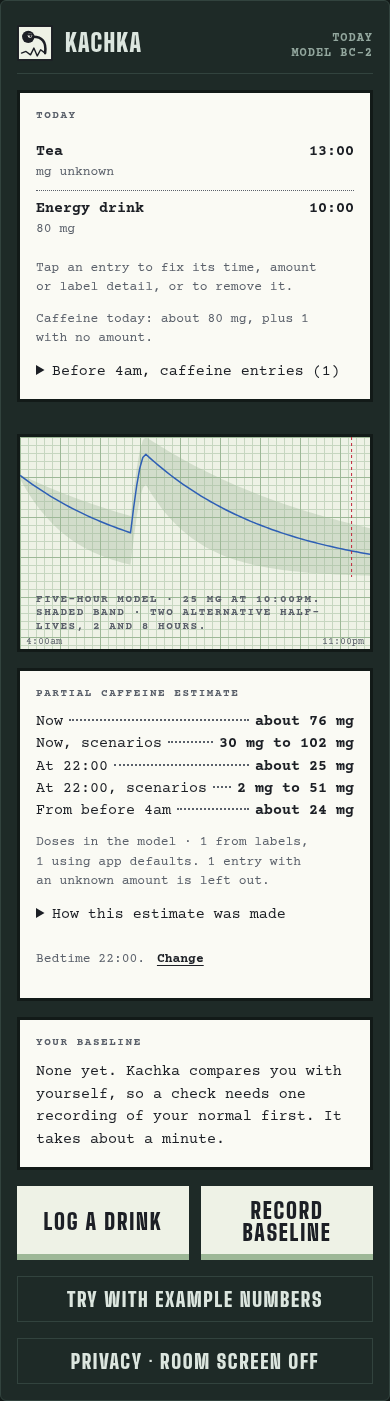 KACHKA
TODAY
MODEL BC-2
TODAY
Tea 13:00
mg unknown
Energy drink 10:00
80 mg
Tap an entry to fix its time, amount
or label detail, or to remove it.
Caffeine today: about 80 mg, plus 1
with no amount.
Before 4am, caffeine entries (1)
FIVE-HOUR MODEL · 25 MG AT 10:00PM.
SHADED BAND · TWO ALTERNATIVE HALF-
LIVES, 2 AND 8 HOURS.
4:00am 11:00pm
PARTIAL CAFFEINE ESTIMATE
Now about 76 mg
Now, scenarios 30 mg to 102 mg
At 22:00 about 25 mg
At 22:00, scenarios 2 mg to 51 mg
From before 4am about 24 mg
Doses in the model · 1 from labels,
1 using app defaults. 1 entry with
an unknown amount is left out.
How this estimate was made
Bedtime 22:00. Change
YOUR BASELINE
None yet. Kachka compares you with
yourself, so a check needs one
recording of your normal first. It
takes about a minute.
LOG A DRINK
RECORD
BASELINE
TRY WITH EXAMPLE NUMBERS
PRIVACY · ROOM SCREEN OFF